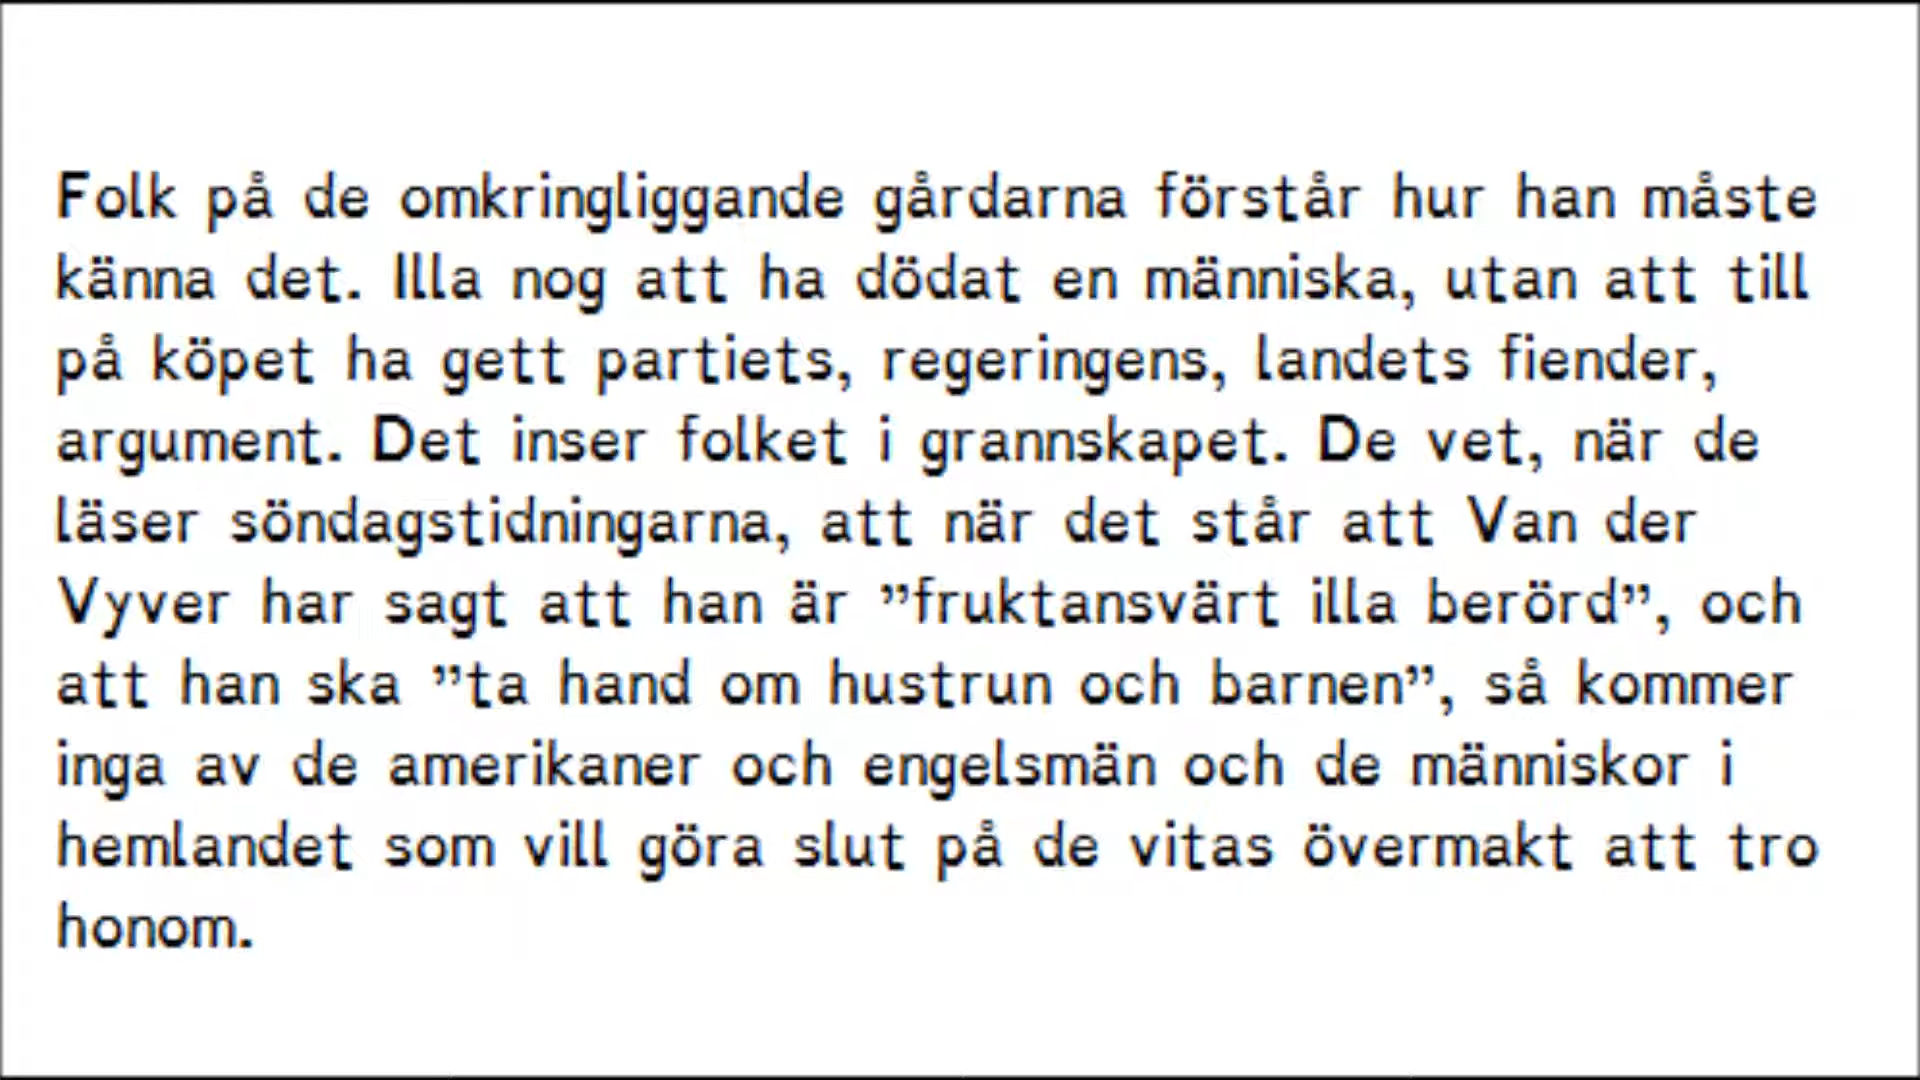 Folk på de omkringliggande gårdarna förstår hur han måste
känna det. Illa nog att ha dödat en människa, utan att till
på köpet ha gett partiets, regeringens, landets fiender,
argument. Det inser folket i grannskapet. De vet, när de
läser söndagstidningarna, att när det står att Van der
Vyver har sagt att han är ”fruktansvärt illa berörd”, och
att han ska ”ta hand om hustrun och barnen”, så kommer
inga av de amerikaner och engelsmän och de människor i
hemlandet som vill göra slut på de vitas övermakt att tro
honom.